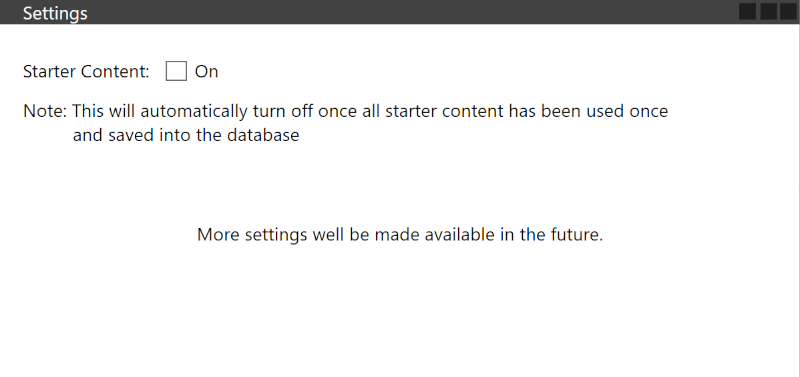 Settings
Starter Content: On
Note: This will automatically turn off once all starter content has been used once
and saved into the database
More settings well be made available in the future.